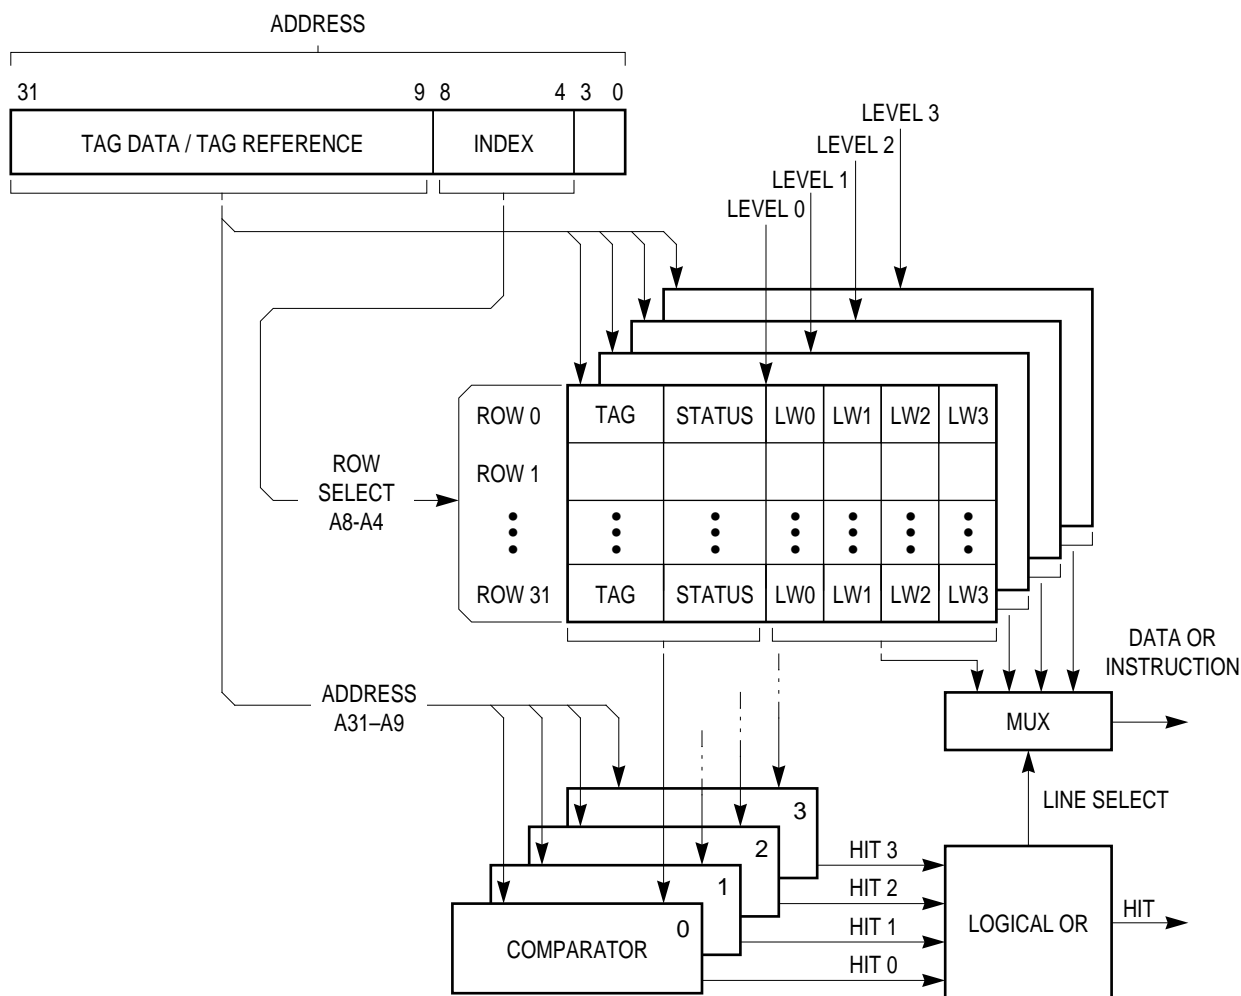 ADDRESS
31 9 8 4 3 0
TAG DATA / TAG REFERENCE INDEX
LEVEL 3
LEVEL 2
LEVEL 1
LEVEL 0
ROW 0 TAG STATUS LW0 LW1 LW2 LW3
ROW 1
ROW
SELECT
A8-A4
ROW 31 TAG STATUS LW0 LW1 LW2 LW3
DATA OR
INSTRUCTION
ADDRESS
A31–A9
MUX
LINE SELECT
3
2
1
0
COMPARATOR
HIT 3
HIT 2
HIT 1
HIT 0
LOGICAL OR
HIT